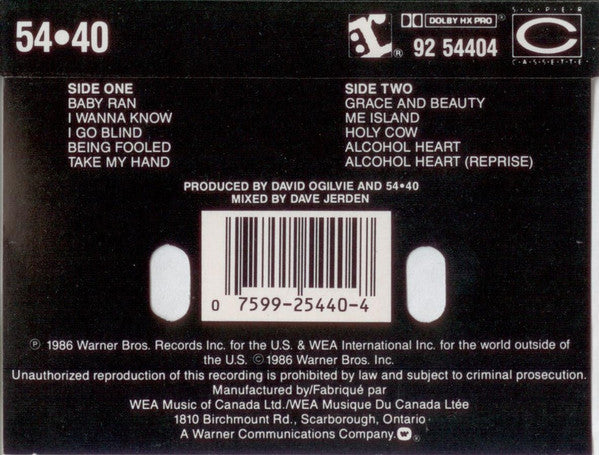 54•40
DOLBY HX PRO
®
92 54404
SUPER
C
CASSETTE
SIDE ONE
BABY RAN
I WANNA KNOW
I GO BLIND
BEING FOOLED
TAKE MY HAND
SIDE TWO
GRACE AND BEAUTY
ME ISLAND
HOLY COW
ALCOHOL HEART
ALCOHOL HEART (REPRISE)
PRODUCED BY DAVID OGILVIE AND 54•40
MIXED BY DAVE JERDEN
0 7599-25440-4
℗ 1986 Warner Bros. Records Inc. for the U.S. & WEA International Inc. for the world outside of
the U.S. © 1986 Warner Bros. Inc.
Unauthorized reproduction of this recording is prohibited by law and subject to criminal prosecution.
Manufactured by/Fabriqué par
WEA Music of Canada Ltd./WEA Musique Du Canada Ltée
1810 Birchmount Rd., Scarborough, Ontario
A Warner Communications Company. ®